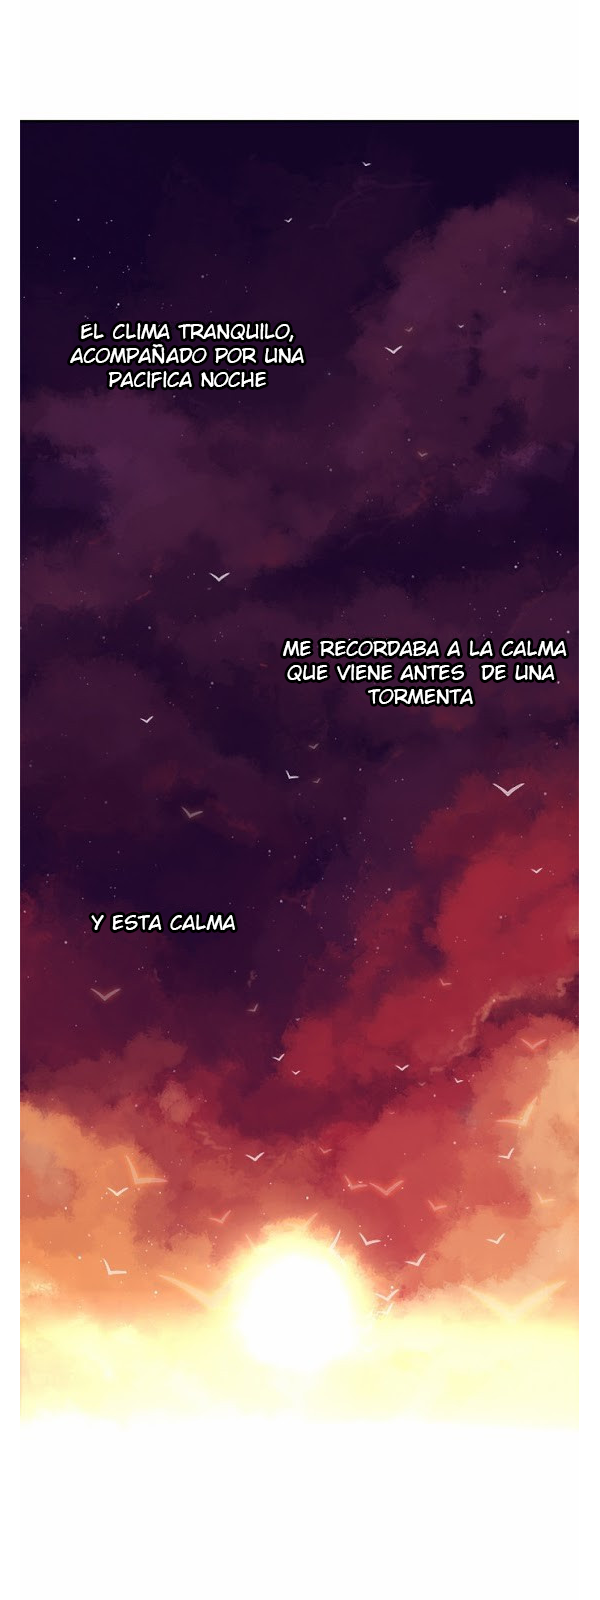 EL CLIMA TRANQUILO,
ACOMPAÑADO POR UNA
PACIFICA NOCHE
ME RECORDABA A LA CALMA
QUE VIENE ANTES  DE UNA
TORMENTA
Y ESTA CALMA